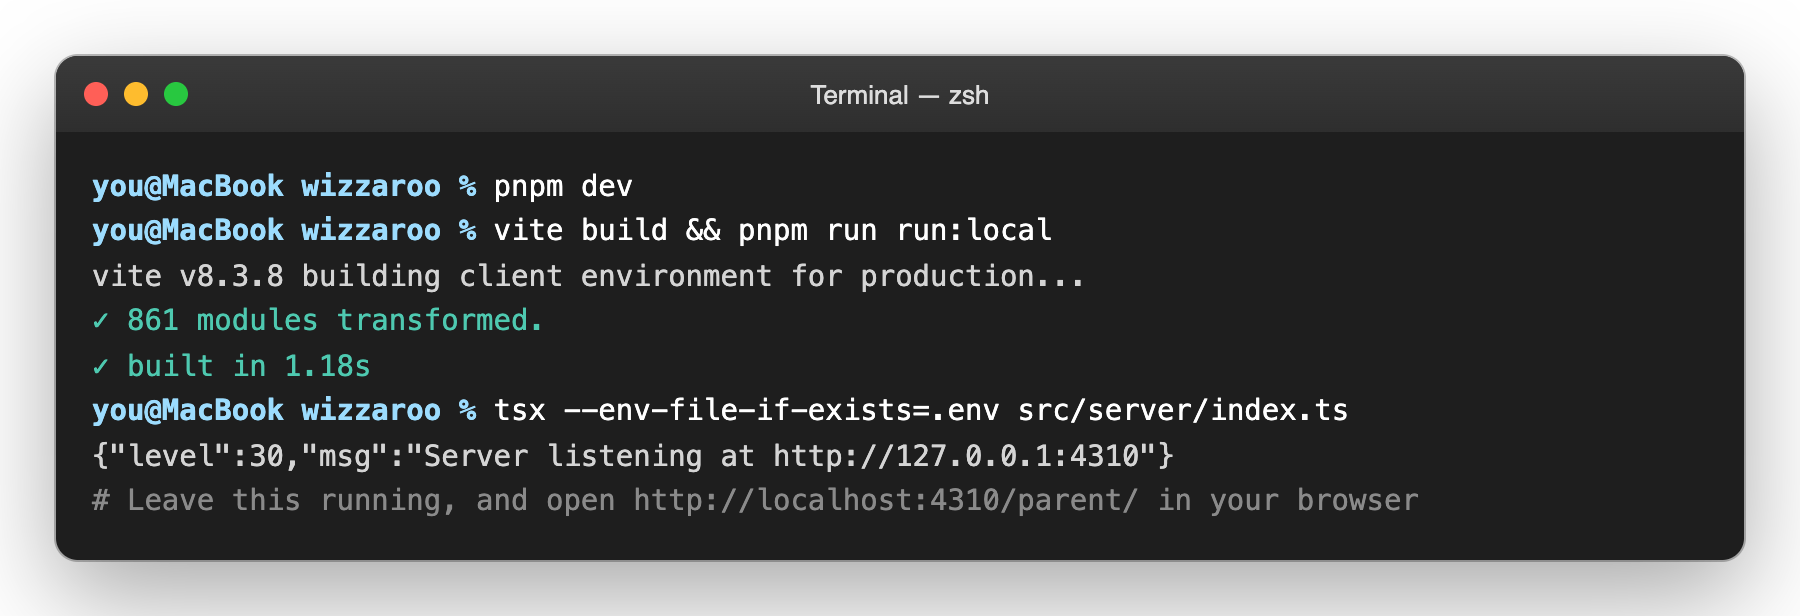 Terminal — zsh
you@MacBook wizzaroo % pnpm dev
you@MacBook wizzaroo % vite build && pnpm run run:local
vite v8.3.8 building client environment for production...
✓ 861 modules transformed.
✓ built in 1.18s
you@MacBook wizzaroo % tsx --env-file-if-exists=.env src/server/index.ts
{"level":30,"msg":"Server listening at http://127.0.0.1:4310"}
# Leave this running, and open http://localhost:4310/parent/ in your browser